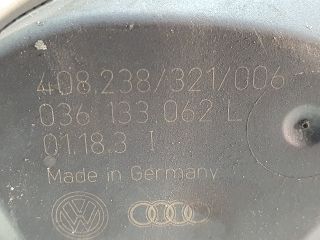 408.238/321/006
036 133 062 L
01.18.3 I
Made in Germany